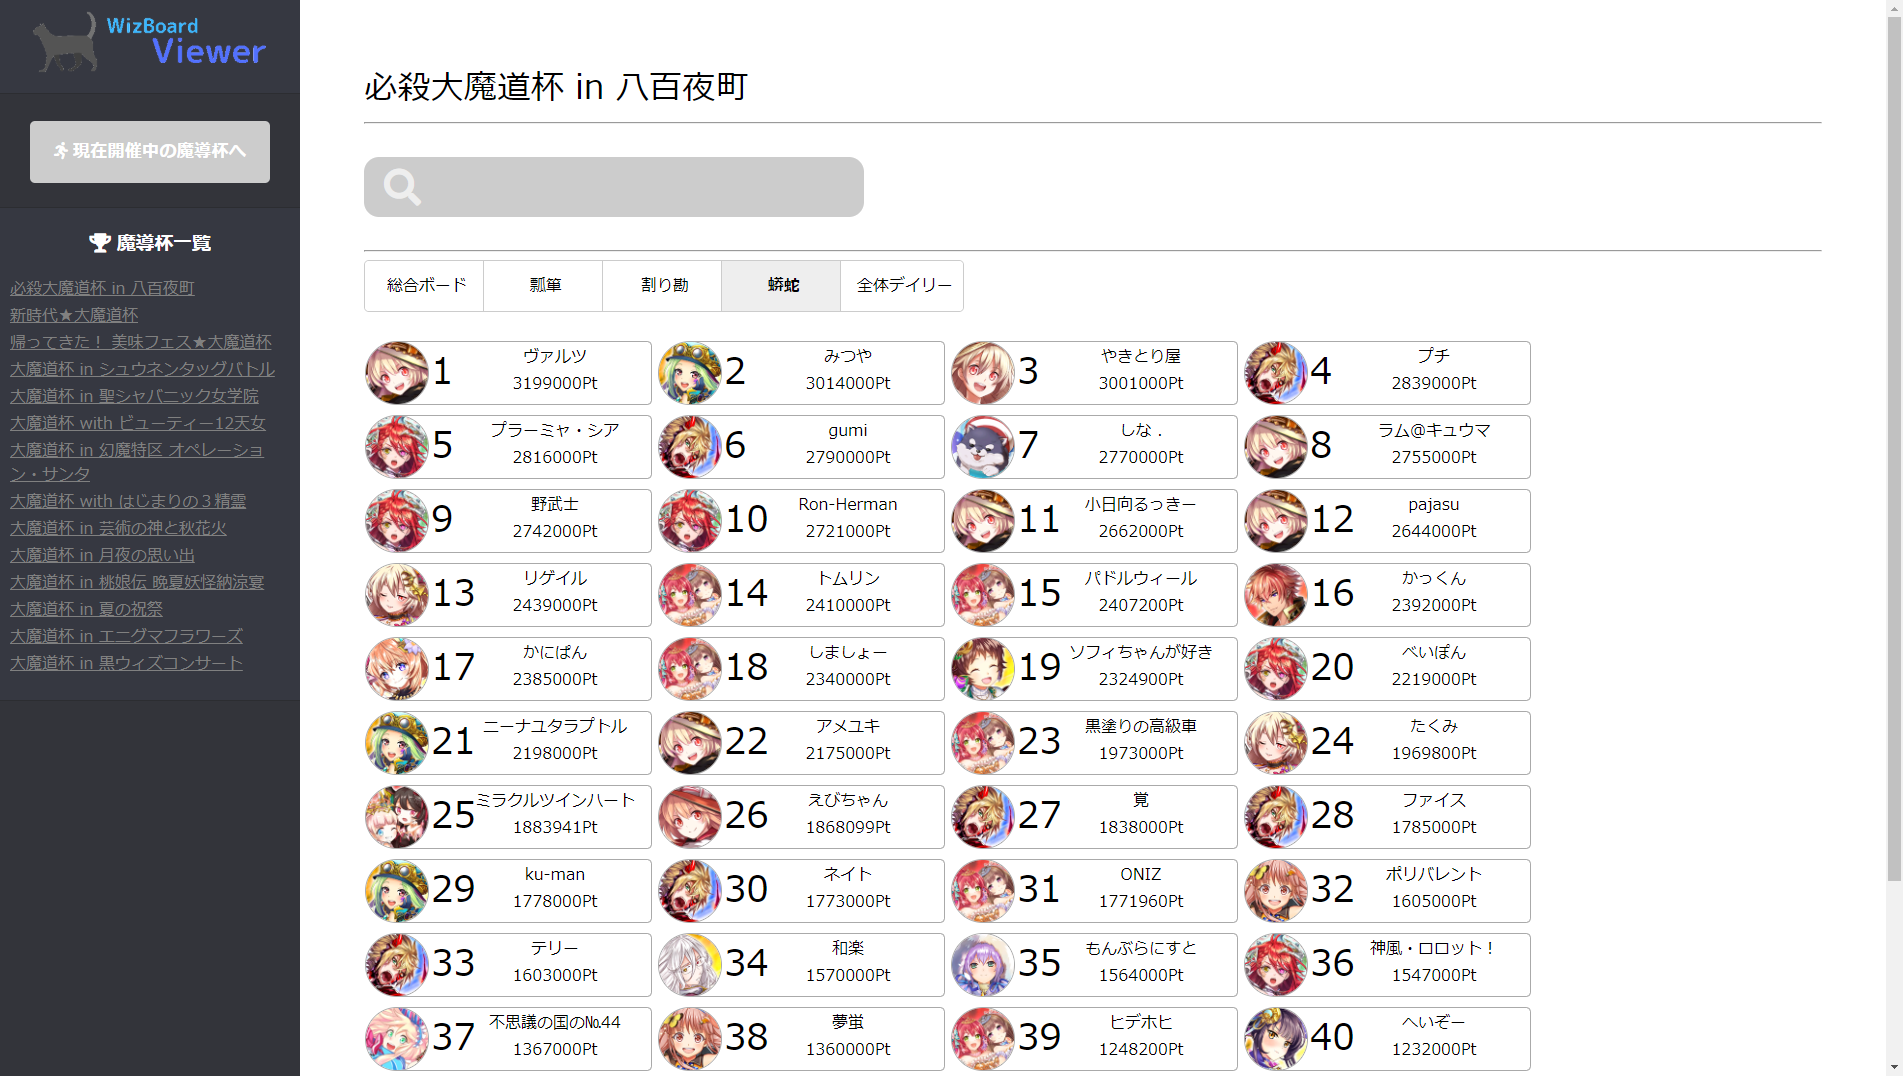 WizBoard
Viewer
現在開催中の魔導杯へ
魔導杯一覧
必殺大魔道杯 in 八百夜町
新時代★大魔道杯
帰ってきた！ 美味フェス★大魔道杯
大魔道杯 in シュウネンタッグバトル
大魔道杯 in 聖シャバニック女学院
大魔道杯 with ビューティー12天女
大魔道杯 in 幻魔特区 オペレーショ
ン・サンタ
大魔道杯 with はじまりの３精霊
大魔道杯 in 芸術の神と秋花火
大魔道杯 in 月夜の思い出
大魔道杯 in 桃娘伝 晩夏妖怪納涼宴
大魔道杯 in 夏の祝祭
大魔道杯 in エニグマフラワーズ
大魔道杯 in 黒ウィズコンサート
必殺大魔道杯 in 八百夜町
総合ボード
瓢箪
割り勘
蟒蛇
全体デイリー
1
ヴァルツ
3199000Pt
2
みつや
3014000Pt
3
やきとり屋
3001000Pt
4
プチ
2839000Pt
5
プラーミャ・シア
2816000Pt
6
gumi
2790000Pt
7
しな．
2770000Pt
8
ラム@キュウマ
2755000Pt
9
野武士
2742000Pt
10
Ron-Herman
2721000Pt
11
小日向るっきー
2662000Pt
12
pajasu
2644000Pt
13
リゲイル
2439000Pt
14
トムリン
2410000Pt
15
パドルウィール
2407200Pt
16
かっくん
2392000Pt
17
かにぱん
2385000Pt
18
しましょー
2340000Pt
19
ソフィちゃんが好き
2324900Pt
20
べいぽん
2219000Pt
21
ニーナユタラプトル
2198000Pt
22
アメユキ
2175000Pt
23
黒塗りの高級車
1973000Pt
24
たくみ
1969800Pt
25
ミラクルツインハート
1883941Pt
26
えびちゃん
1868099Pt
27
覚
1838000Pt
28
ファイス
1785000Pt
29
ku-man
1778000Pt
30
ネイト
1773000Pt
31
ONIZ
1771960Pt
32
ポリバレント
1605000Pt
33
テリー
1603000Pt
34
和楽
1570000Pt
35
もんぶらにすと
1564000Pt
36
神風・ロロット！
1547000Pt
37
不思議の国の№44
1367000Pt
38
夢蛍
1360000Pt
39
ヒデホヒ
1248200Pt
40
へいぞー
1232000Pt